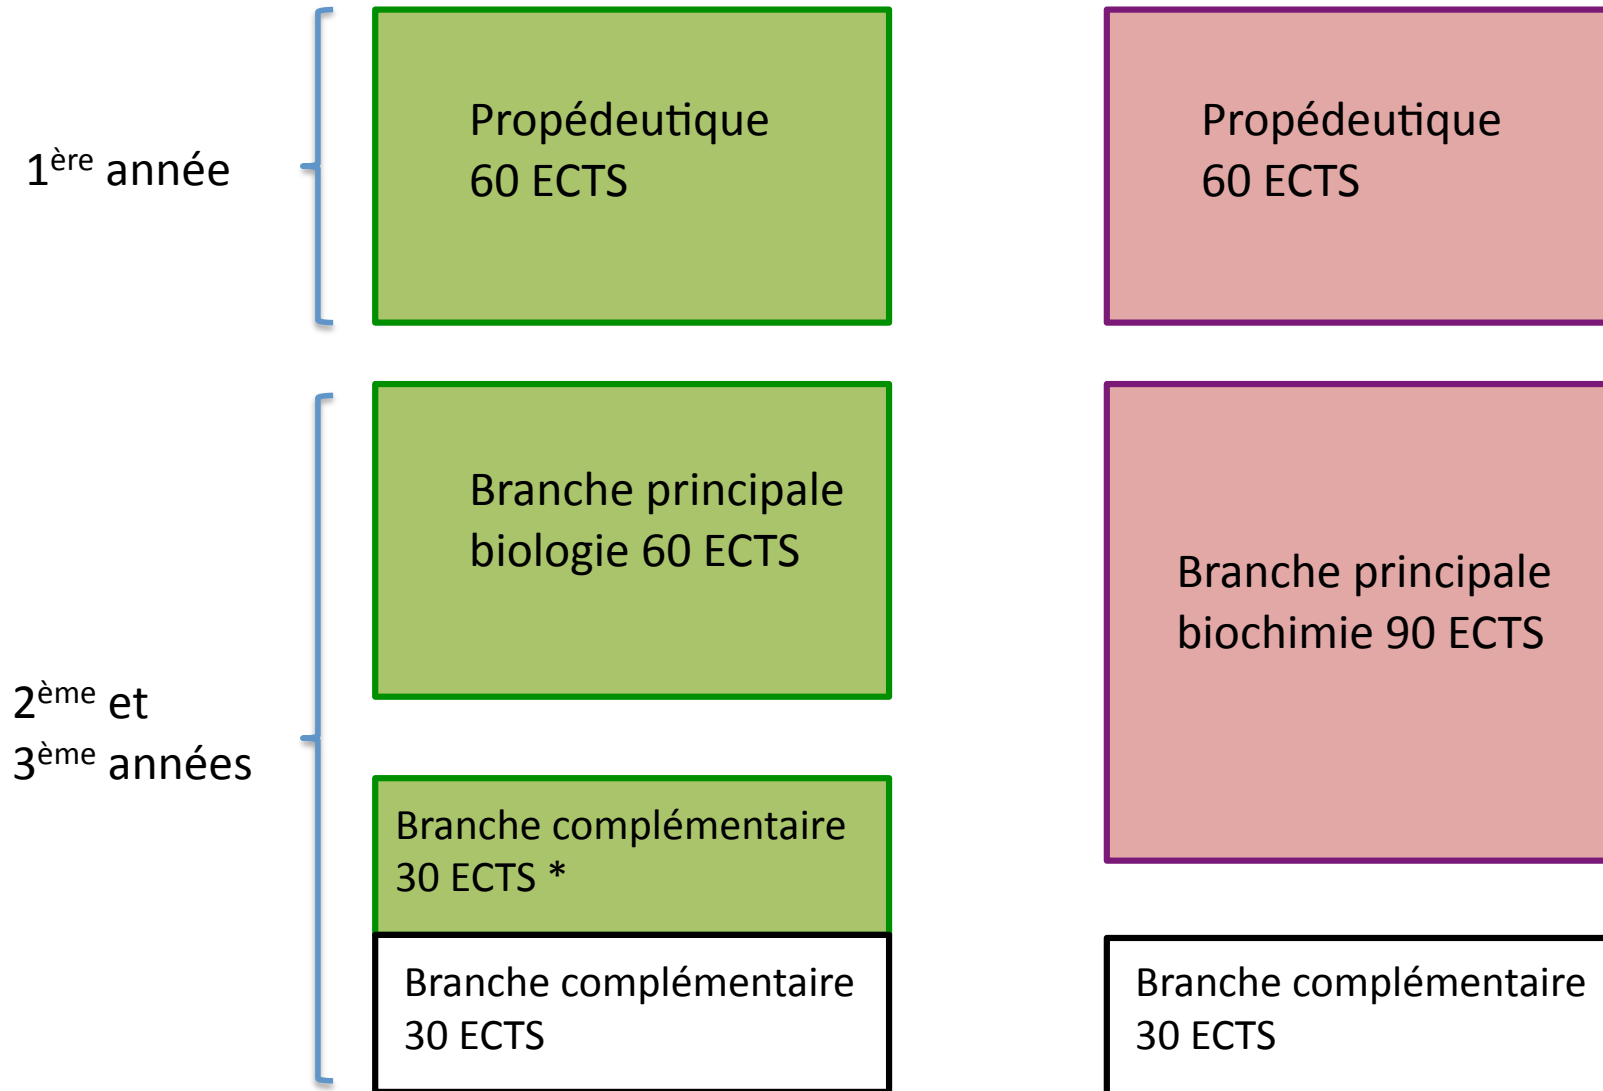 1ère année
Propédeutique
60 ECTS
Propédeutique
60 ECTS
2ème et
3ème années
Branche principale
biologie 60 ECTS
Branche principale
biochimie 90 ECTS
Branche complémentaire
30 ECTS *
Branche complémentaire
30 ECTS
Branche complémentaire
30 ECTS